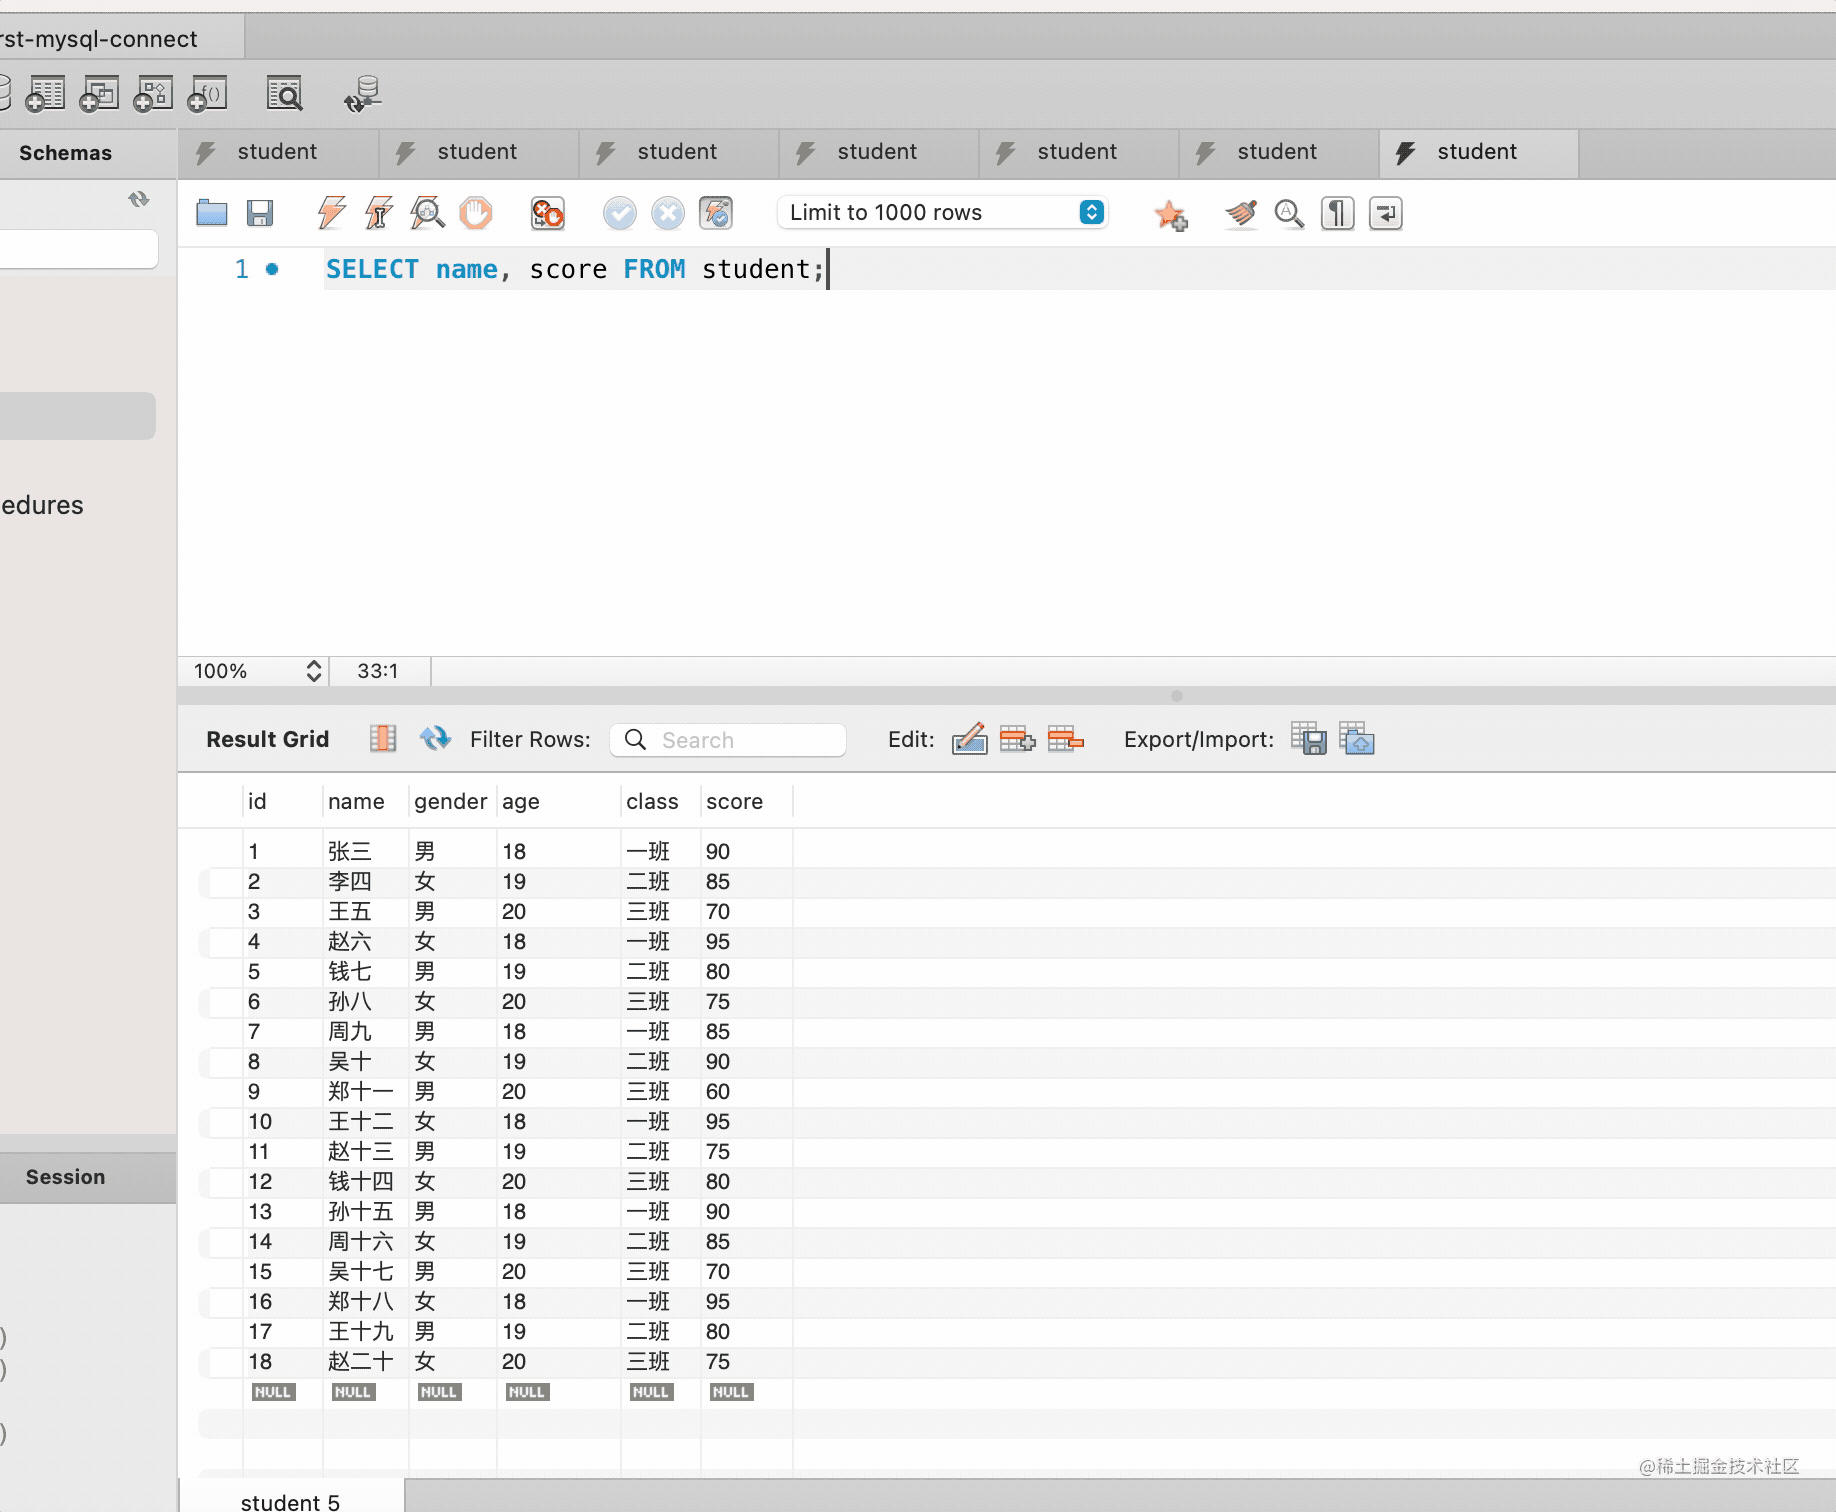 rst-mysql-connect
Schemas
student student student student student student student
Limit to 1000 rows
1 SELECT name, score FROM student;
edures
100% 33:1
Result Grid Filter Rows: Search Edit: Export/Import:
id name gender age class score
1 张三 男 18 一班 90
2 李四 女 19 二班 85
3 王五 男 20 三班 70
4 赵六 女 18 一班 95
5 钱七 男 19 二班 80
6 孙八 女 20 三班 75
7 周九 男 18 一班 85
8 吴十 女 19 二班 90
9 郑十一 男 20 三班 60
10 王十二 女 18 一班 95
11 赵十三 男 19 二班 75
12 钱十四 女 20 三班 80
13 孙十五 男 18 一班 90
14 周十六 女 19 二班 85
15 吴十七 男 20 三班 70
16 郑十八 女 18 一班 95
17 王十九 男 19 二班 80
18 赵二十 女 20 三班 75
NULL NULL NULL NULL NULL NULL
Session
)
)
)
student 5
@稀土掘金技术社区